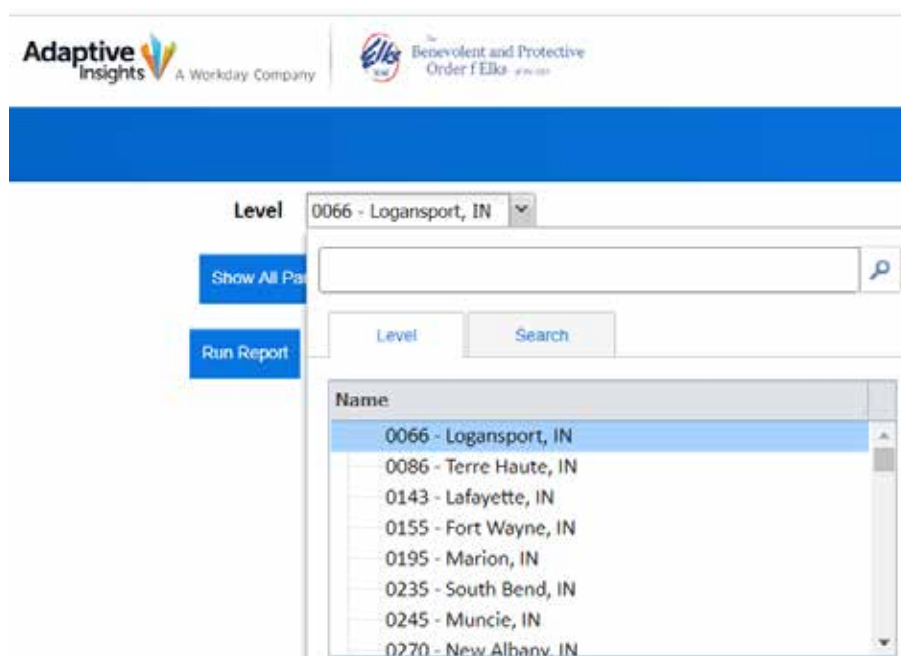 Adaptive
Insights
A Workday Company
Elks
The
Benevolent and Protective
Order f Elks
Level 0066 - Logansport, IN
Show All Pa
Run Report
Level Search
Name
0066 - Logansport, IN
0086 - Terre Haute, IN
0143 - Lafayette, IN
0155 - Fort Wayne, IN
0195 - Marion, IN
0235 - South Bend, IN
0245 - Muncie, IN
0270 - New Albany, IN